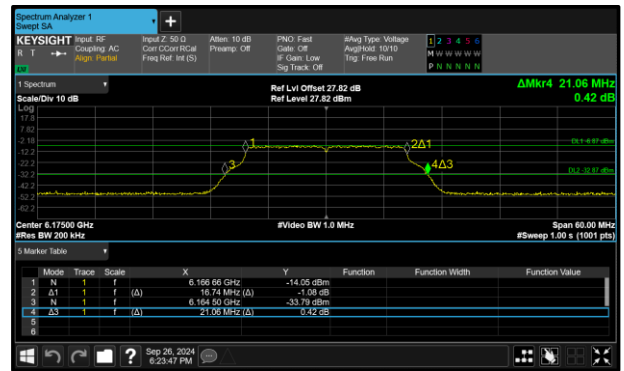 Spectrum Analyzer 1
Swept SA
KEYSIGHT Input: RF Input Z: 50 Ω Atten: 10 dB PNO: Fast #Avg Type: Voltage 1 2 3 4 5 6
R T Coupling: AC Corr CCorr RCal Preamp: Off Gate: Off Avg|Hold: 10/10 M W W W W W
Align: Partial Freq Ref: Int (S) IF Gain: Low Trig: Free Run
Sig Track: Off P N N N N N
1 Spectrum Ref Lvl Offset 27.82 dB ΔMkr4 21.06 MHz
Scale/Div 10 dB Ref Level 27.82 dBm 0.42 dB
Log
17.8
7.82
-2.18 1 2Δ1 DL1 -6.87 dBm
-12.2
-22.2 3 4Δ3
-32.2 DL2 -32.87 dBm
-42.2
-52.2
-62.2
Center 6.17500 GHz #Video BW 1.0 MHz Span 60.00 MHz
#Res BW 200 kHz #Sweep 1.00 s (1001 pts)
5 Marker Table
Mode Trace Scale X Y Function Function Width Function Value
1 N 1 f 6.166 66 GHz -14.05 dBm
2 Δ1 1 f (Δ) 16.74 MHz (Δ) -1.08 dB
3 N 1 f 6.164 50 GHz -33.79 dBm
4 Δ3 1 f (Δ) 21.06 MHz (Δ) 0.42 dB
5
6
? Sep 26, 2024
6:23:47 PM